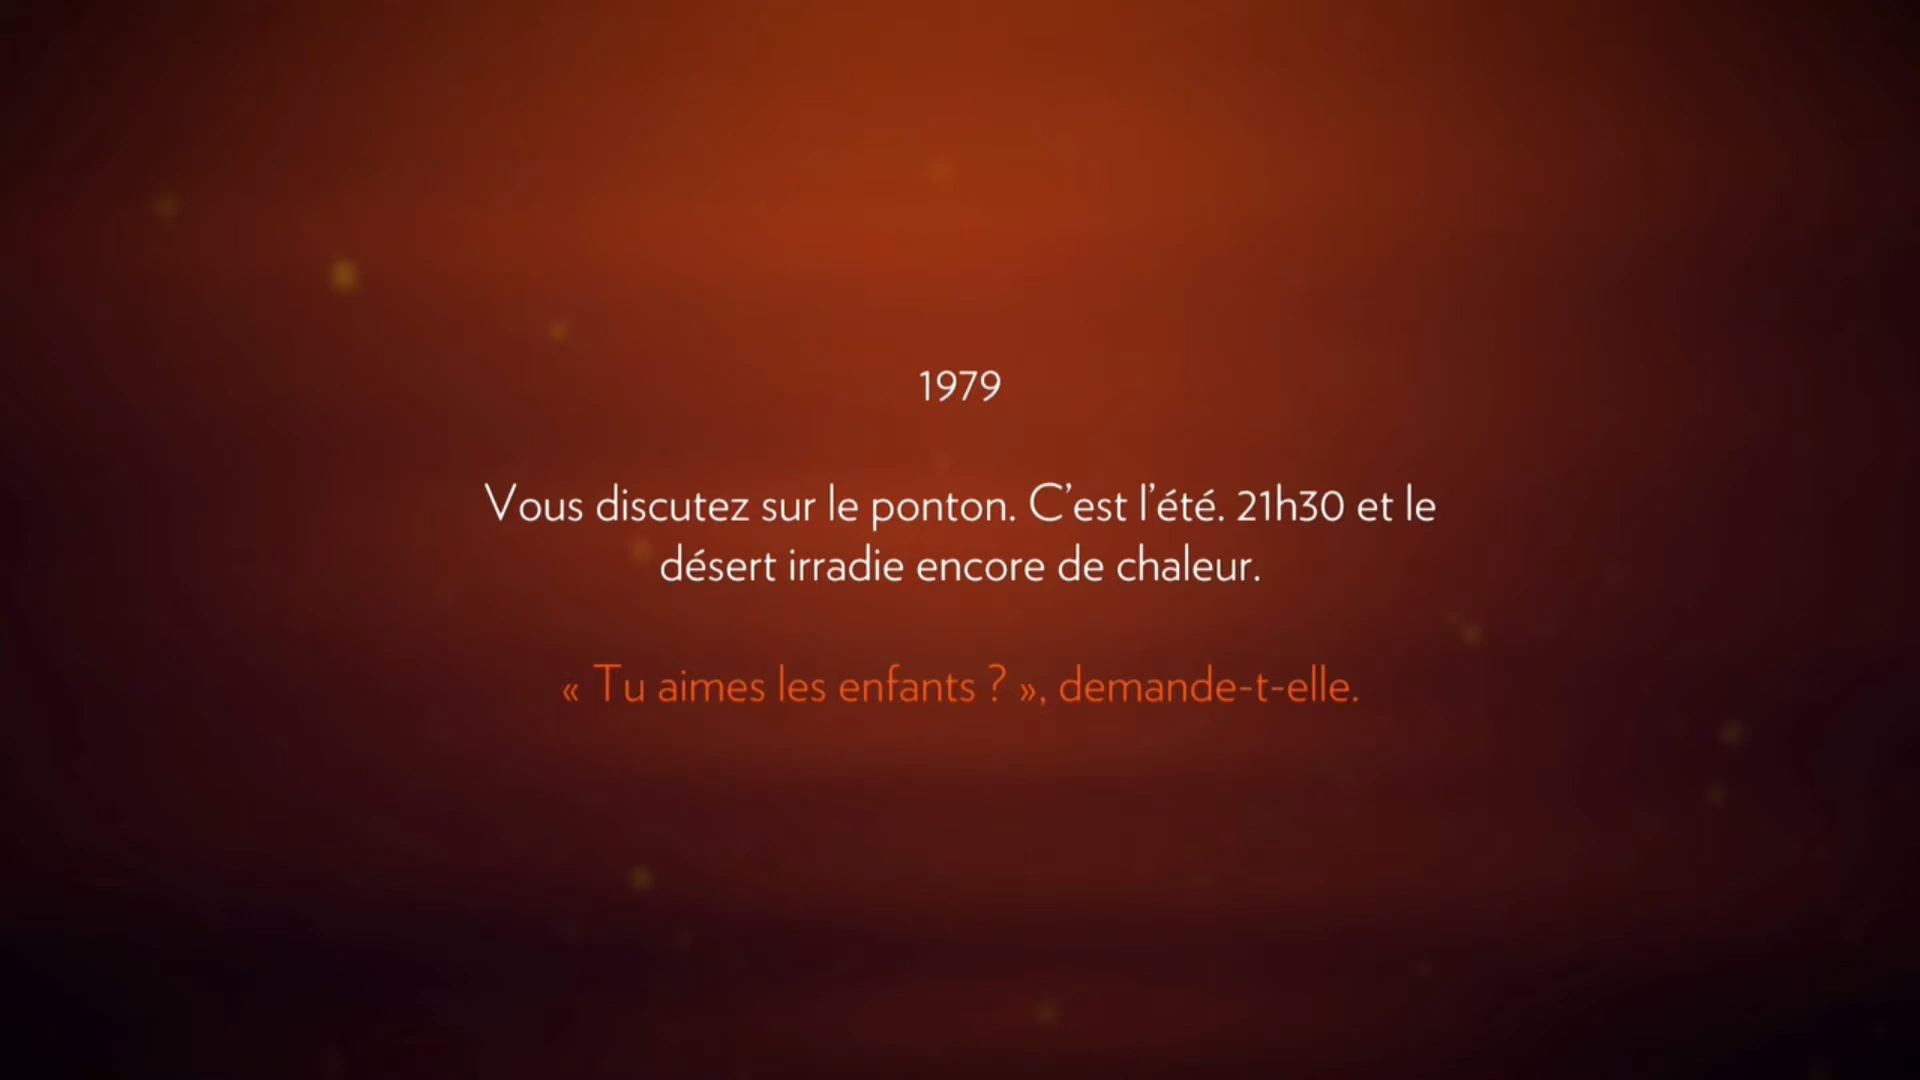 1979
Vous discutez sur le ponton. C’est l’été. 21h30 et le
désert irradie encore de chaleur.
« Tu aimes les enfants ? », demande-t-elle.